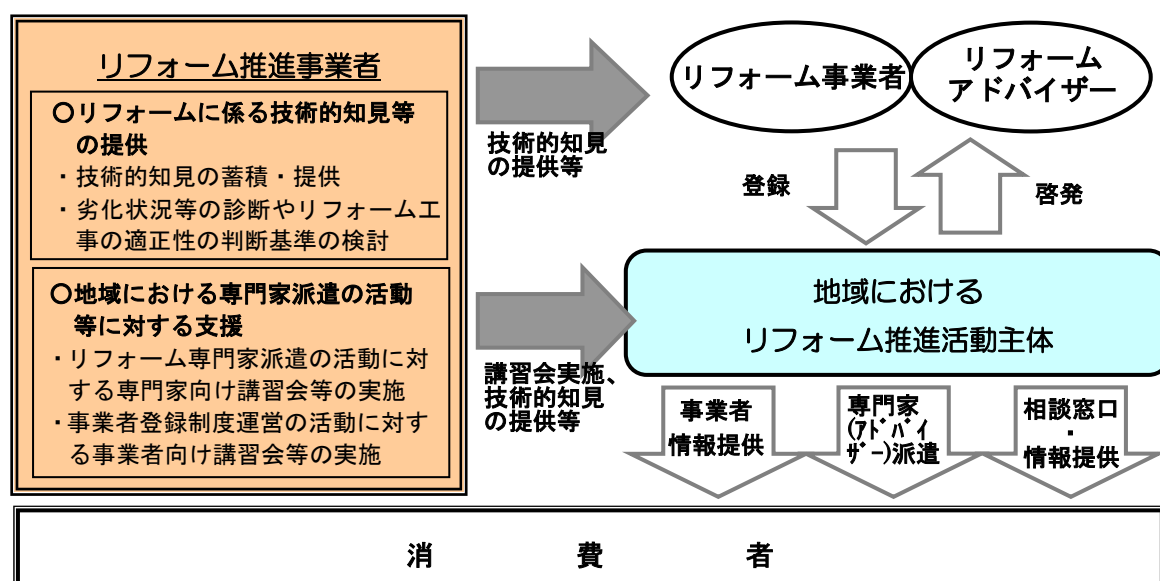 リフォーム推進事業者
〇リフォームに係る技術的知見等
の提供
・技術的知見の蓄積・提供
・劣化状況等の診断やリフォーム工
事の適正性の判断基準の検討
〇地域における専門家派遣の活動
等に対する支援
・リフォーム専門家派遣の活動に対
する専門家向け講習会等の実施
・事業者登録制度運営の活動に対す
る事業者向け講習会等の実施
技術的知見
の提供等
講習会実施、
技術的知見
の提供等
リフォーム事業者
リフォーム
アドバイザー
登録
啓発
地域における
リフォーム推進活動主体
事業者
情報提供
専門家
(ｱﾄﾞﾊﾞｲ
ｻﾞｰ)派遣
相談窓口
・
情報提供
消費者